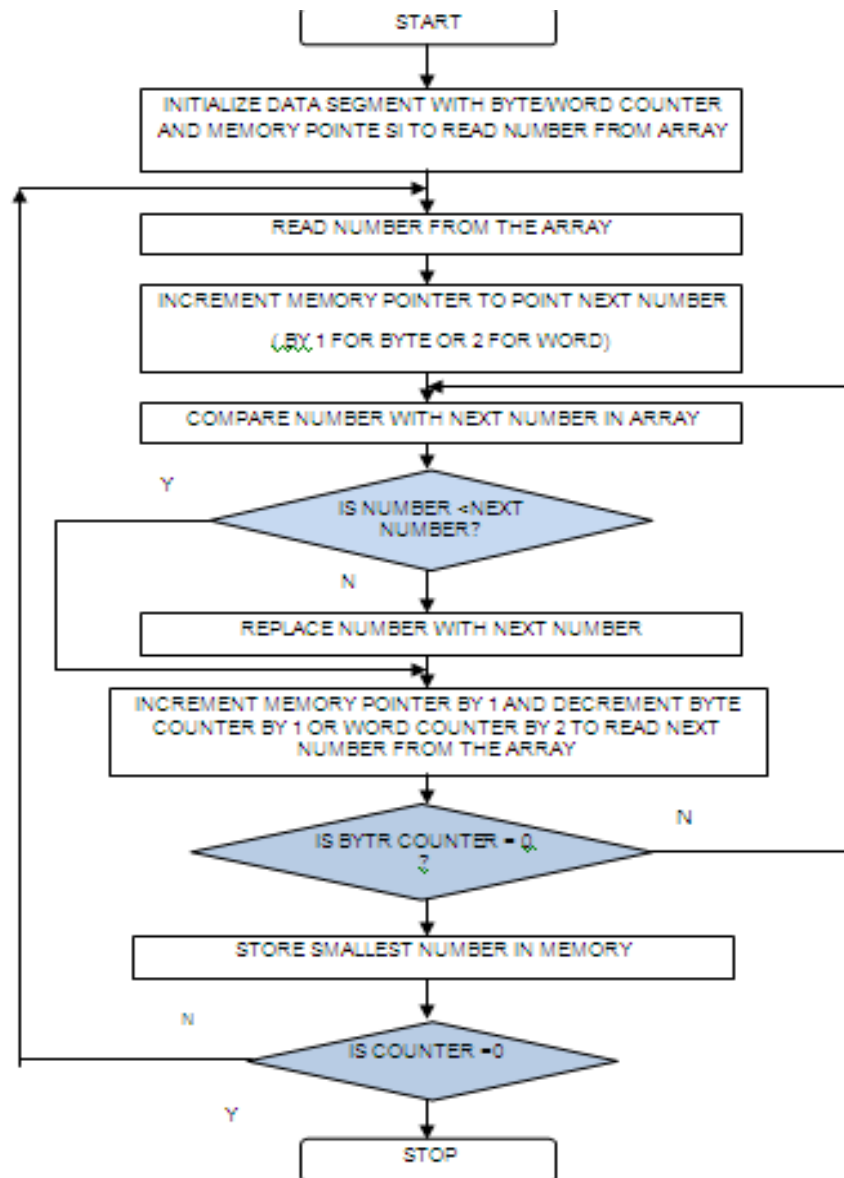 START
INITIALIZE DATA SEGMENT WITH BYTE/WORD COUNTER
AND MEMORY POINTE SI TO READ NUMBER FROM ARRAY
READ NUMBER FROM THE ARRAY
INCREMENT MEMORY POINTER TO POINT NEXT NUMBER
( BY 1 FOR BYTE OR 2 FOR WORD)
COMPARE NUMBER WITH NEXT NUMBER IN ARRAY
Y
IS NUMBER <NEXT
NUMBER?
N
REPLACE NUMBER WITH NEXT NUMBER
INCREMENT MEMORY POINTER BY 1 AND DECREMENT BYTE
COUNTER BY 1 OR WORD COUNTER BY 2 TO READ NEXT
NUMBER FROM THE ARRAY
N
IS BYTR COUNTER = 0
?
STORE SMALLEST NUMBER IN MEMORY
N
IS COUNTER =0
Y
STOP